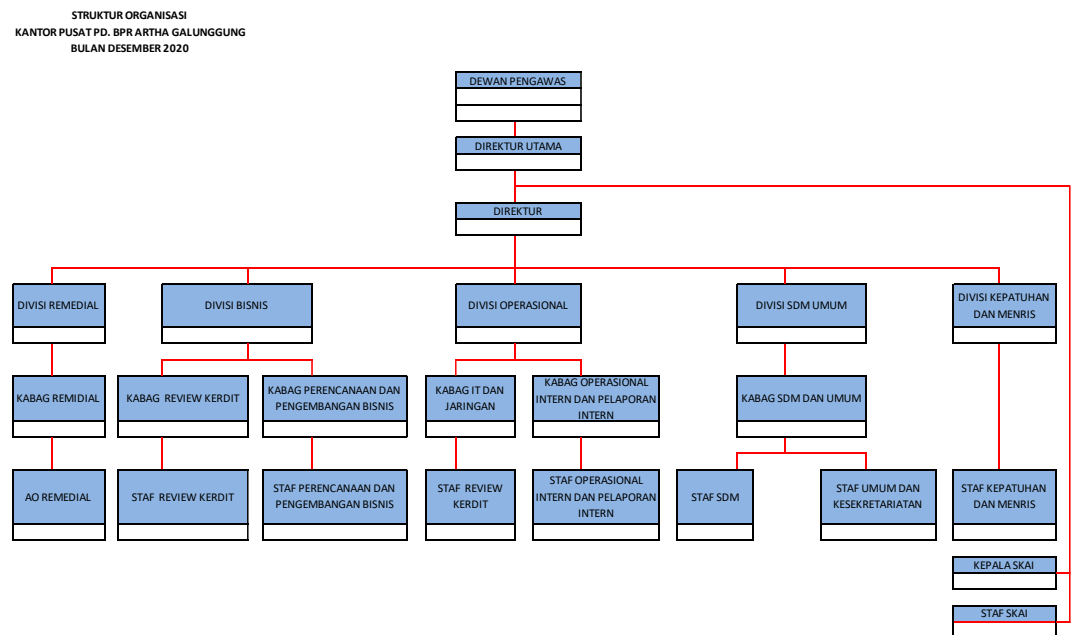 STRUKTUR ORGANISASI
KANTOR PUSAT PD. BPR ARTHA GALUNGGUNG
BULAN DESEMBER 2020
DEWAN PENGAWAS
DIREKTUR UTAMA
DIREKTUR
DIVISI REMEDIAL
DIVISI BISNIS
DIVISI OPERASIONAL
DIVISI SDM UMUM
DIVISI KEPATUHAN
DAN MENRIS
KABAG REMIDIAL
KABAG REVIEW KERDIT
KABAG PERENCANAAN DAN
PENGEMBANGAN BISNIS
KABAG IT DAN
JARINGAN
KABAG OPERASIONAL
INTERN DAN PELAPORAN
INTERN
KABAG SDM DAN UMUM
AO REMEDIAL
STAF REVIEW KERDIT
STAF PERENCANAAN DAN
PENGEMBANGAN BISNIS
STAF REVIEW
KERDIT
STAF OPERASIONAL
INTERN DAN PELAPORAN
INTERN
STAF SDM
STAF UMUM DAN
KESEKRETARIATAN
STAF KEPATUHAN
DAN MENRIS
KEPALA SKAI
STAF SKAI